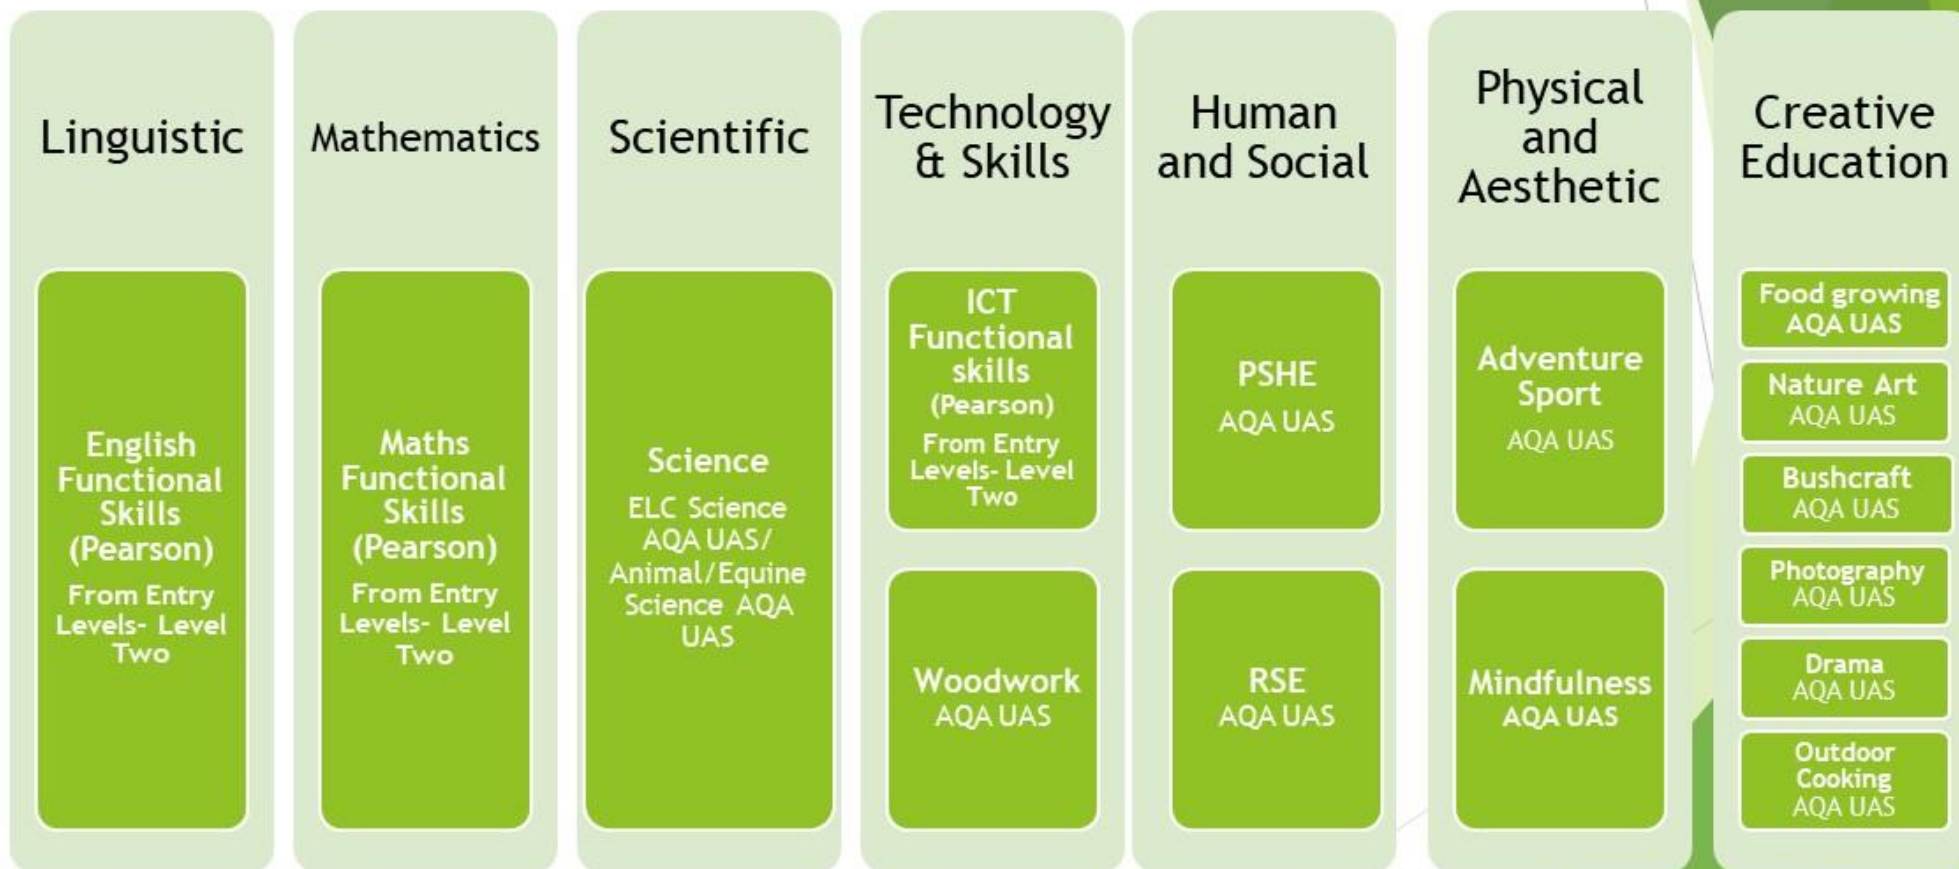 Linguistic
English
Functional
Skills
(Pearson)
From Entry
Levels- Level
Two
Mathematics
Maths
Functional
Skills
(Pearson)
From Entry
Levels- Level
Two
Scientific
Science
ELC Science
AQA UAS/
Animal/Equine
Science AQA
UAS
Technology
& Skills
ICT
Functional
skills
(Pearson)
From Entry
Levels- Level
Two
Woodwork
AQA UAS
Human
and Social
PSHE
AQA UAS
RSE
AQA UAS
Physical
and
Aesthetic
Adventure
Sport
AQA UAS
Mindfulness
AQA UAS
Creative
Education
Food growing
AQA UAS
Nature Art
AQA UAS
Bushcraft
AQA UAS
Photography
AQA UAS
Drama
AQA UAS
Outdoor
Cooking
AQA UAS